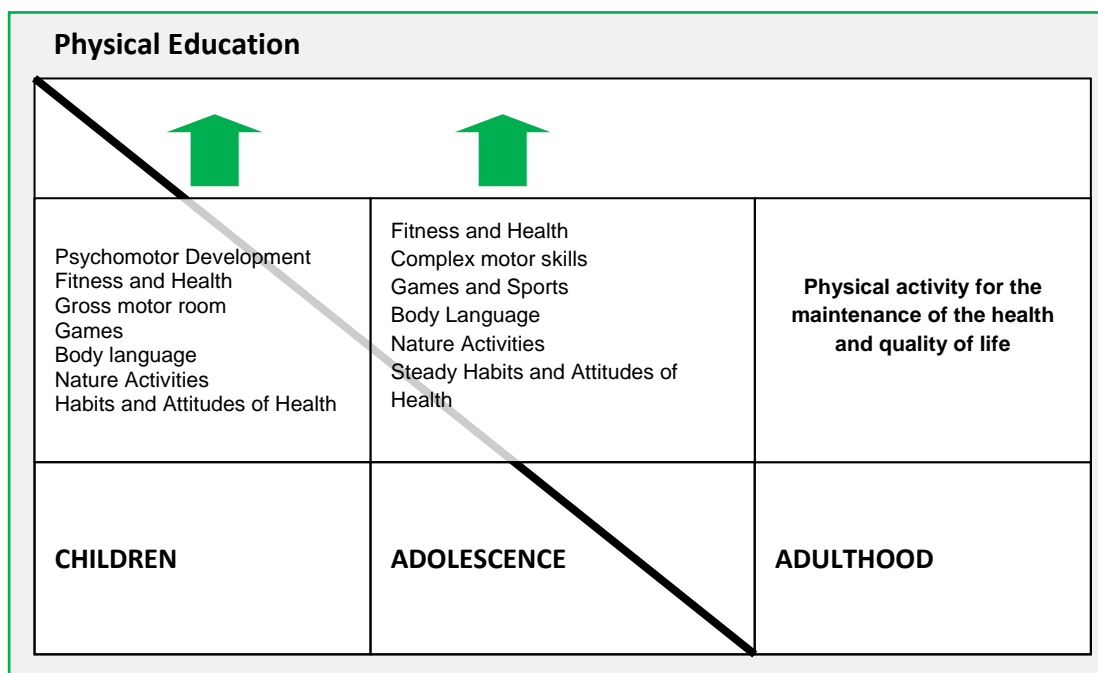 Physical Education
Psychomotor Development
Fitness and Health
Gross motor room
Games
Body language
Nature Activities
Habits and Attitudes of Health
Fitness and Health
Complex motor skills
Games and Sports
Body Language
Nature Activities
Steady Habits and Attitudes of
Health
Physical activity for the
maintenance of the health
and quality of life
CHILDREN
ADOLESCENCE
ADULTHOOD